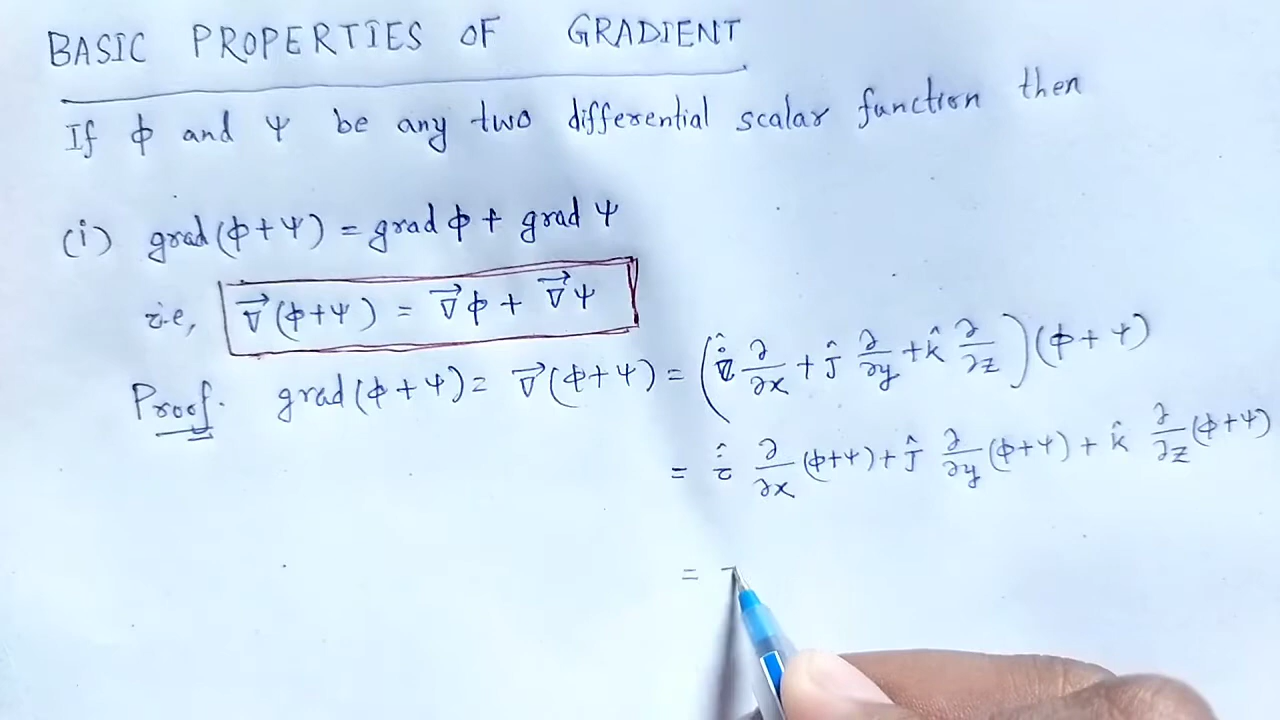 BASIC PROPERTIES OF GRADIENT
If ϕ and ψ be any two differential scalar function then
(i) grad(ϕ+ψ) = grad ϕ + grad ψ
i.e, ∇⃗(ϕ+ψ) = ∇⃗ϕ + ∇⃗ψ
Proof. grad(ϕ+ψ) = ∇⃗(ϕ+ψ) = (î ∂/∂x + ĵ ∂/∂y + k̂ ∂/∂z)(ϕ+ψ)
= î ∂/∂x (ϕ+ψ) + ĵ ∂/∂y (ϕ+ψ) + k̂ ∂/∂z (ϕ+ψ)
=